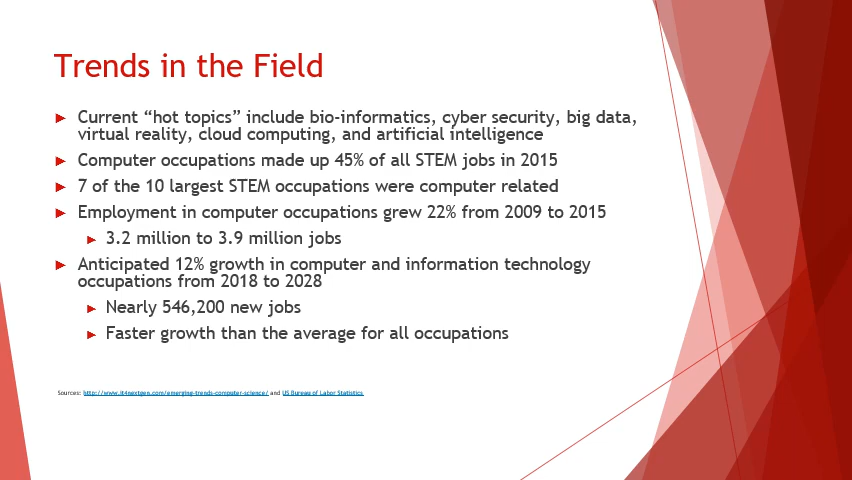 Trends in the Field
Current “hot topics” include bio-informatics, cyber security, big data,
virtual reality, cloud computing, and artificial intelligence
Computer occupations made up 45% of all STEM jobs in 2015
7 of the 10 largest STEM occupations were computer related
Employment in computer occupations grew 22% from 2009 to 2015
3.2 million to 3.9 million jobs
Anticipated 12% growth in computer and information technology
occupations from 2018 to 2028
Nearly 546,200 new jobs
Faster growth than the average for all occupations
Sources: http://www.it4nextgen.com/emerging-trends-computer-science/ and US Bureau of Labor Statistics